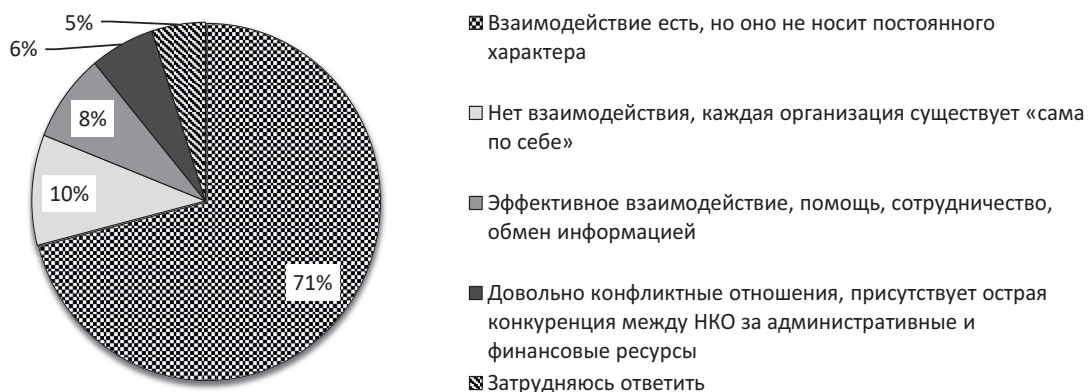 5%
6%
8%
10%
71%
Взаимодействие есть, но оно не носит постоянного
характера
Нет взаимодействия, каждая организация существует «сама
по себе»
Эффективное взаимодействие, помощь, сотрудничество,
обмен информацией
Довольно конфликтные отношения, присутствует острая
конкуренция между НКО за административные и
финансовые ресурсы
Затрудняюсь ответить